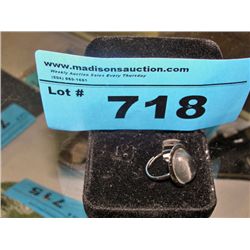 www.madisonsauction.com
Weekly Auction Sales Every Thursday
Lot # 718